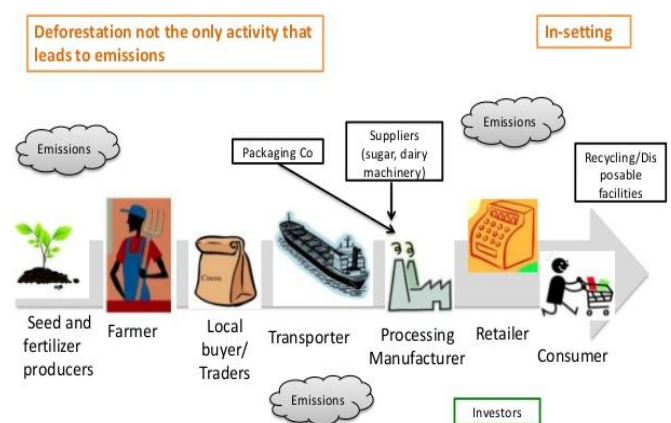 Deforestation not the only activity that
leads to emissions
In-setting
Emissions
Emissions
Packaging Co
Suppliers
(sugar, dairy
machinery)
Recycling/Dis
posable
facilities
Cocoa
Seed and
fertilizer
producers
Farmer
Local
buyer/
Traders
Transporter
Processing
Manufacturer
Retailer
Consumer
Emissions
Investors